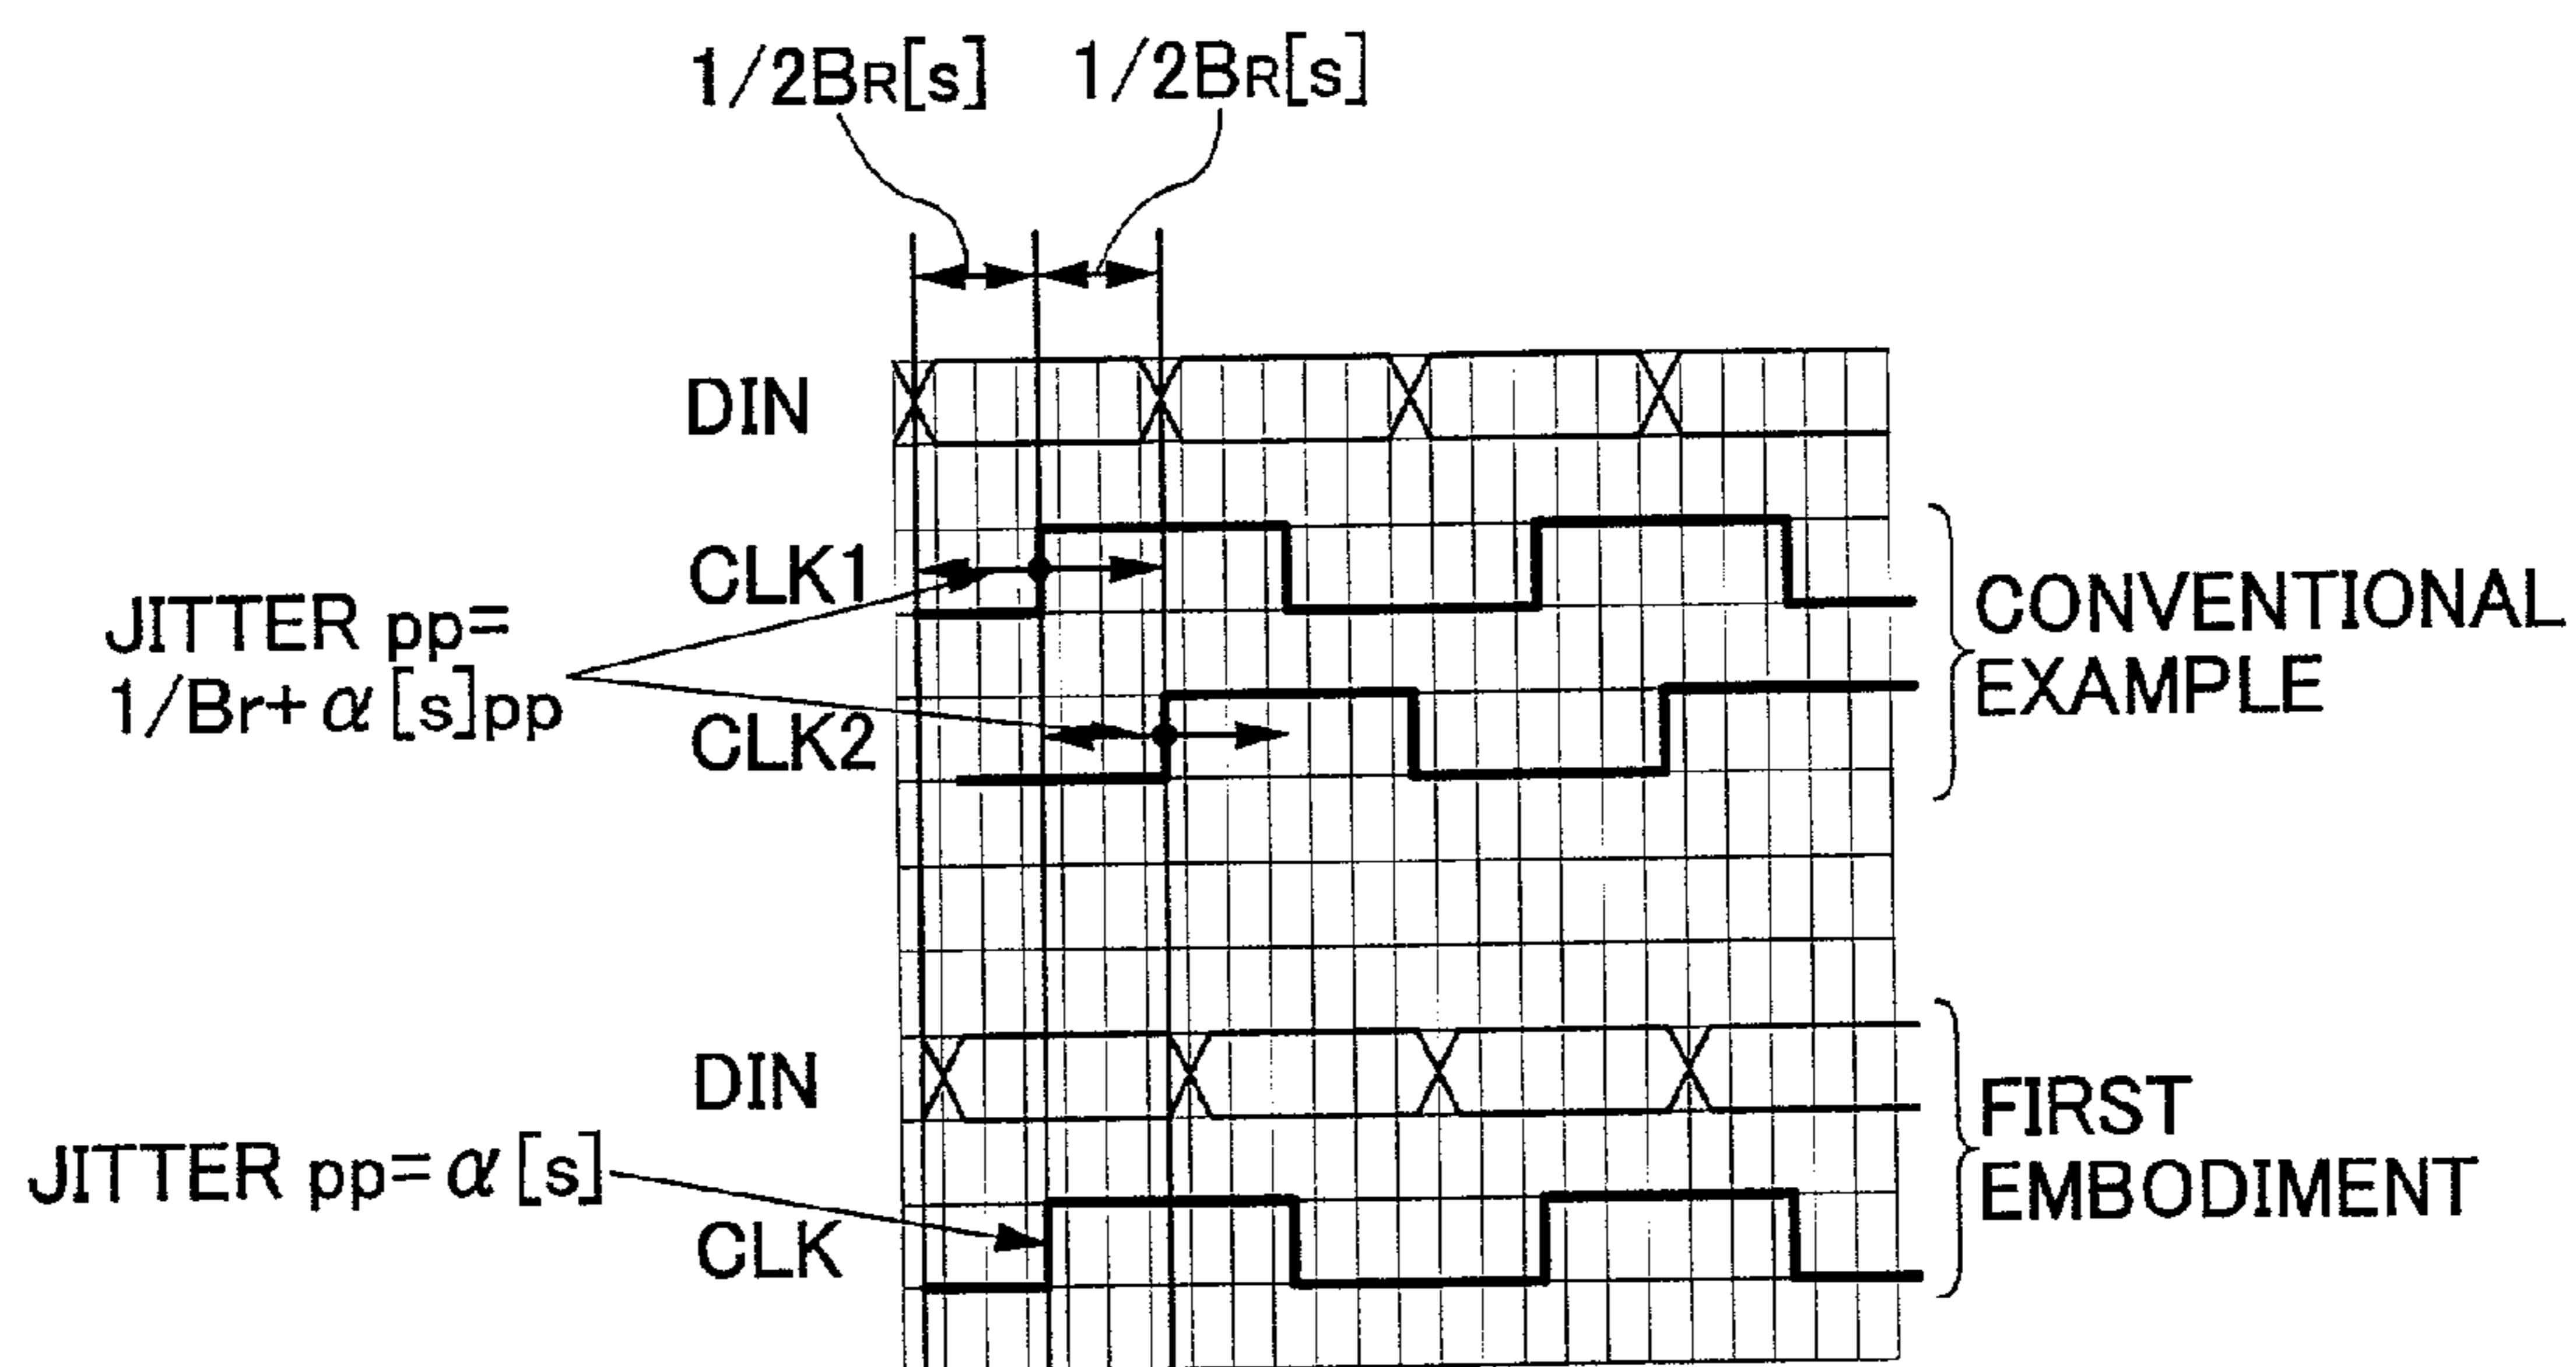 1/2BR[s] 1/2BR[s]
DIN
CLK1
JITTER pp=
1/Br+α[s]pp
CLK2
CONVENTIONAL
EXAMPLE
DIN
JITTER pp=α[s]
CLK
FIRST
EMBODIMENT